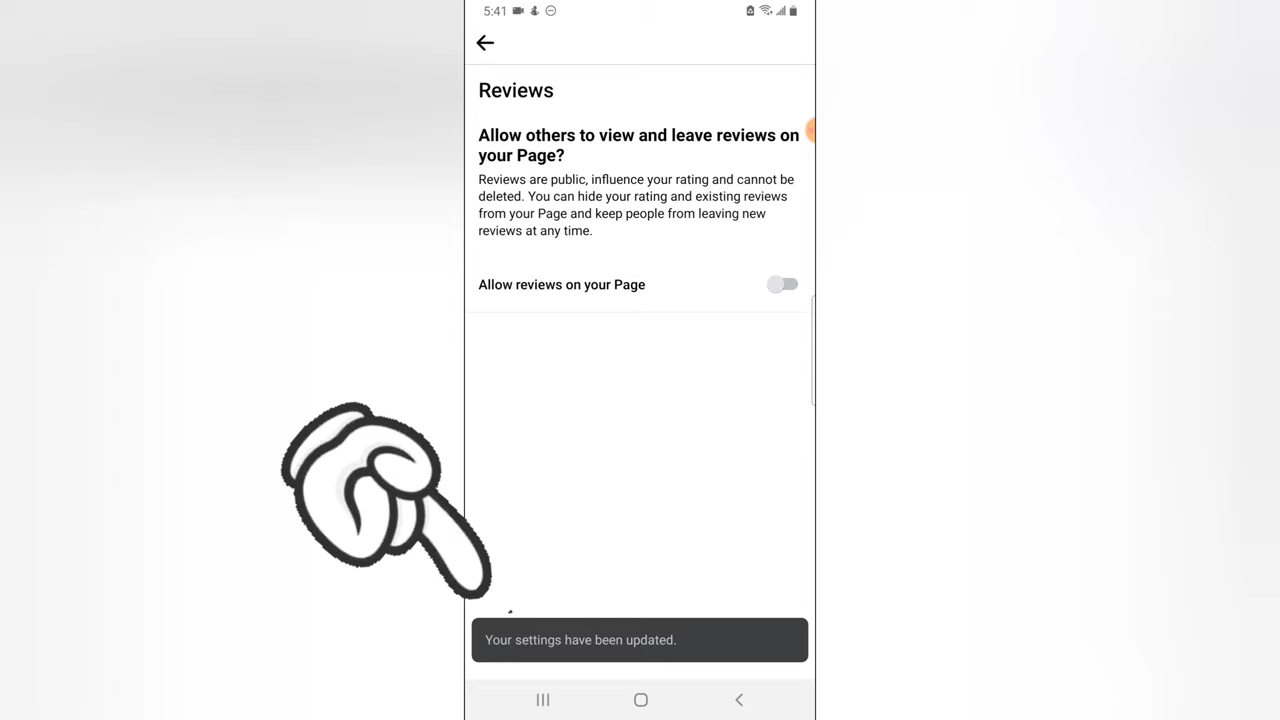 5:41
Reviews
Allow others to view and leave reviews on
your Page?
Reviews are public, influence your rating and cannot be
deleted. You can hide your rating and existing reviews
from your Page and keep people from leaving new
reviews at any time.
Allow reviews on your Page
Your settings have been updated.